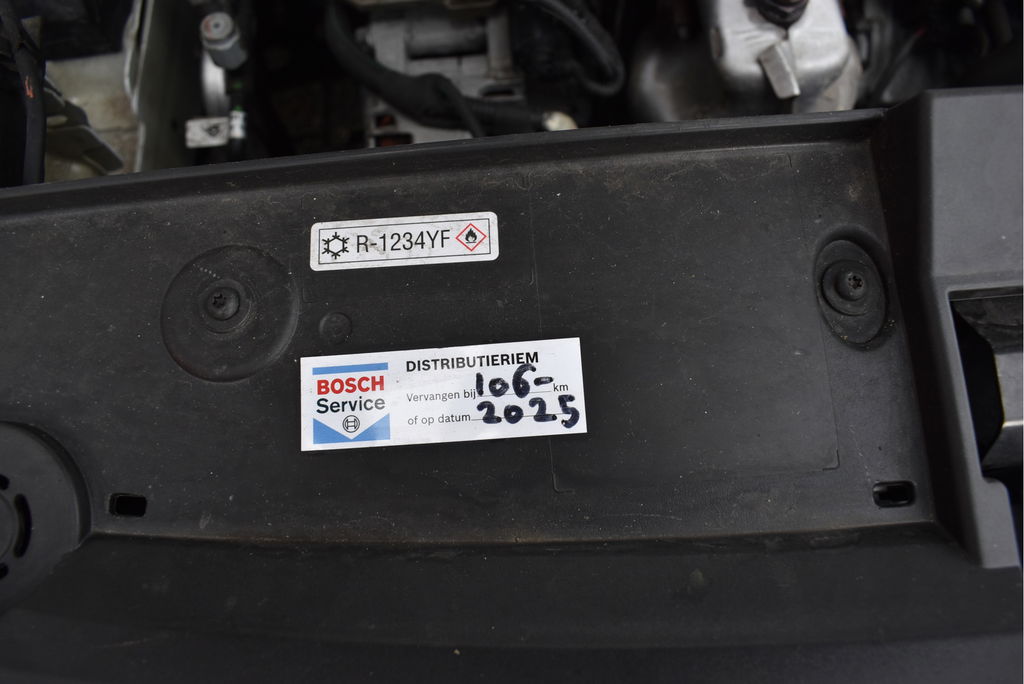 R-1234YF
DISTRIBUTIERIEM
BOSCH
Service
Vervangen bij 106- km
of op datum 2025